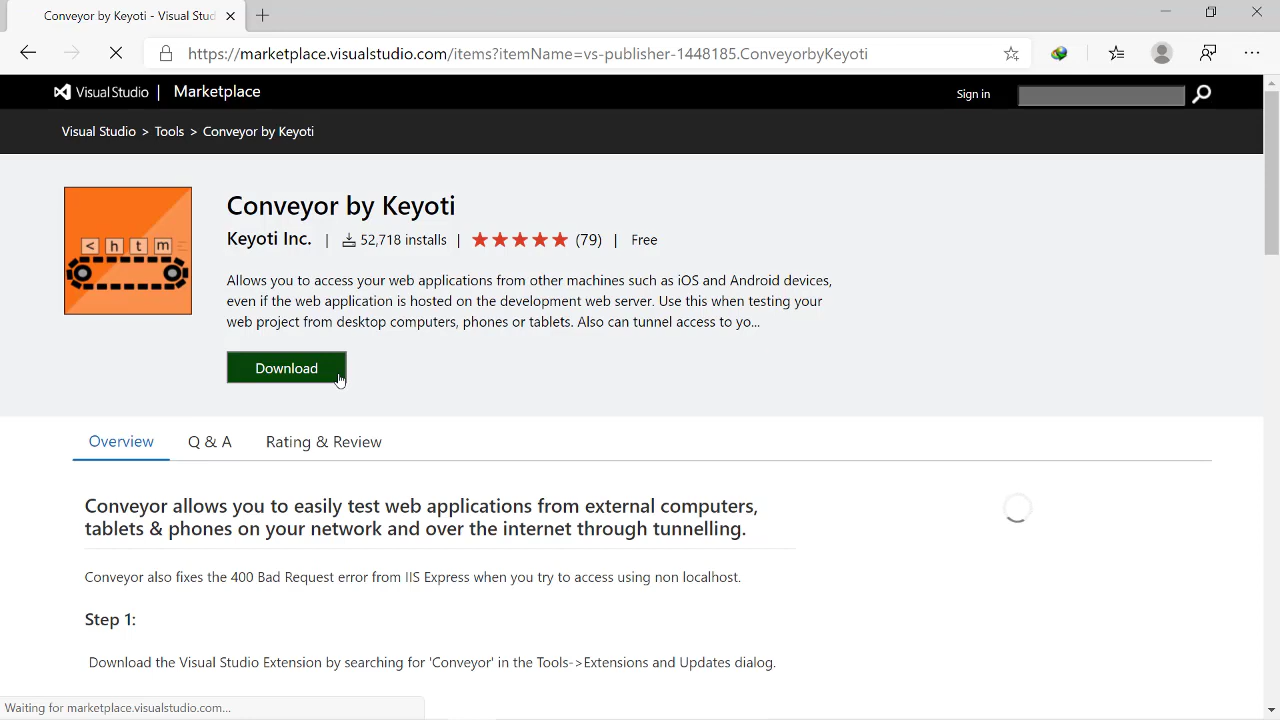 Conveyor by Keyoti - Visual Stud
https://marketplace.visualstudio.com/items?itemName=vs-publisher-1448185.ConveyorbyKeyoti
Visual Studio | Marketplace
Sign in
Visual Studio > Tools > Conveyor by Keyoti
< h t m
Conveyor by Keyoti
Keyoti Inc. | 52,718 installs | (79) | Free
Allows you to access your web applications from other machines such as iOS and Android devices,
even if the web application is hosted on the development web server. Use this when testing your
web project from desktop computers, phones or tablets. Also can tunnel access to yo...
Download
Overview Q & A Rating & Review
Conveyor allows you to easily test web applications from external computers,
tablets & phones on your network and over the internet through tunnelling.
Conveyor also fixes the 400 Bad Request error from IIS Express when you try to access using non localhost.
Step 1:
Download the Visual Studio Extension by searching for 'Conveyor' in the Tools->Extensions and Updates dialog.
Waiting for marketplace.visualstudio.com...